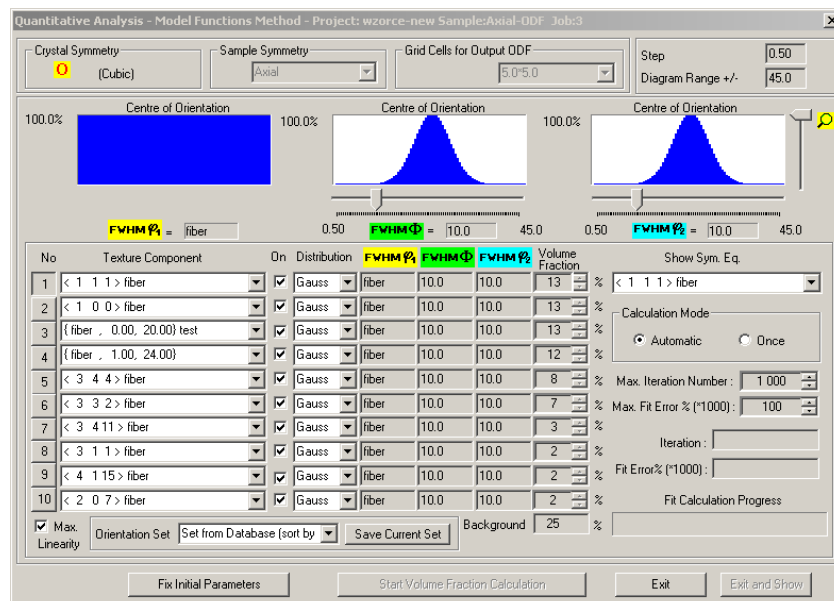 Quantitative Analysis - Model Functions Method - Project: wzorce-new Sample:Axial-ODF Job:3
Crystal Symmetry
O (Cubic)
Sample Symmetry
Axial
Grid Cells for Output ODF
5.0*5.0
Step 0.50
Diagram Range +/- 45.0
Centre of Orientation
100.0%
Centre of Orientation
100.0%
Centre of Orientation
100.0%
FWHM φ1 = fiber
0.50 FWHM Φ = 10.0 45.0
0.50 FWHM φ2 = 10.0 45.0
No Texture Component On Distribution FWHM φ1 FWHM Φ FWHM φ2 Volume Fraction
1 < 1 1 1 > fiber Gauss fiber 10.0 10.0 13 %
2 < 1 0 0 > fiber Gauss fiber 10.0 10.0 13 %
3 { fiber , 0.00, 20.00} test Gauss fiber 10.0 10.0 13 %
4 { fiber , 1.00, 24.00} Gauss fiber 10.0 10.0 12 %
5 < 3 4 4 > fiber Gauss fiber 10.0 10.0 8 %
6 < 3 3 2 > fiber Gauss fiber 10.0 10.0 7 %
7 < 3 4 11 > fiber Gauss fiber 10.0 10.0 3 %
8 < 3 1 1 > fiber Gauss fiber 10.0 10.0 2 %
9 < 4 1 15 > fiber Gauss fiber 10.0 10.0 2 %
10 < 2 0 7 > fiber Gauss fiber 10.0 10.0 2 %
Show Sym. Eq.
< 1 1 1 > fiber
Calculation Mode
Automatic Once
Max. Iteration Number : 1 000
Max. Fit Error % (*1000) : 100
Iteration :
Fit Error% (*1000) :
Fit Calculation Progress
Max. Linearity
Orientation Set Set from Database (sort by Save Current Set
Background 25 %
Fix Initial Parameters Start Volume Fraction Calculation Exit Exit and Show